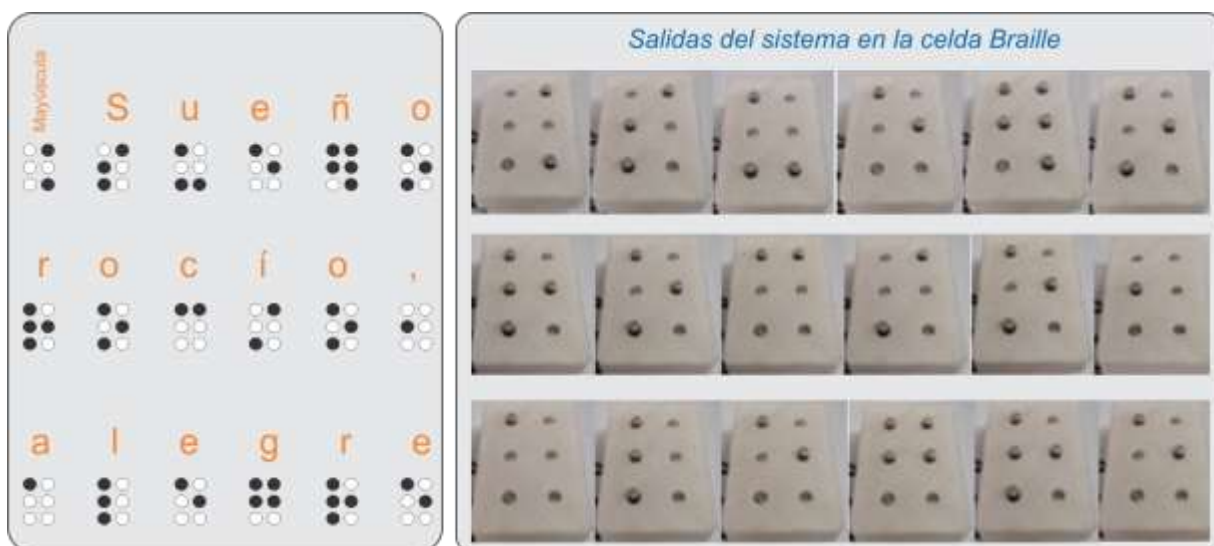 Salidas del sistema en la celda Braille
Mayúscula
S u e ñ o
r o c í o ,
a l e g r e